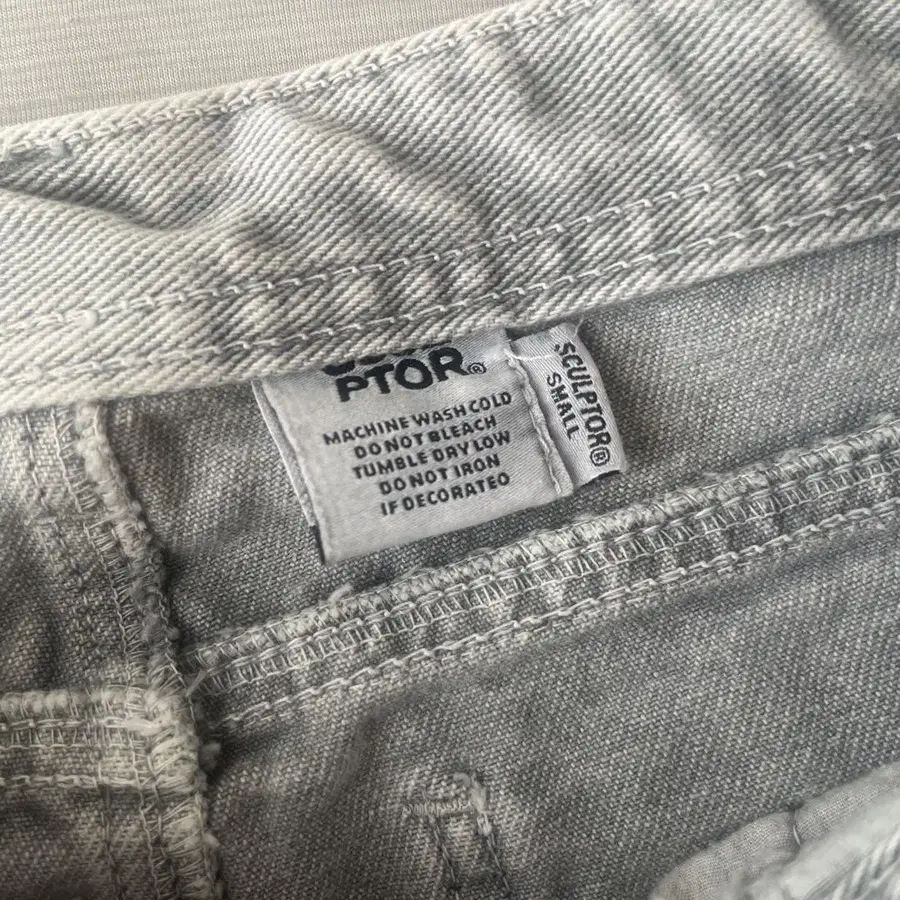 PTOR®
MACHINE WASH COLD
DO NOT BLEACH
TUMBLE DRY LOW
DO NOT IRON
IF DECORATED
SCULPTOR®
SMALL